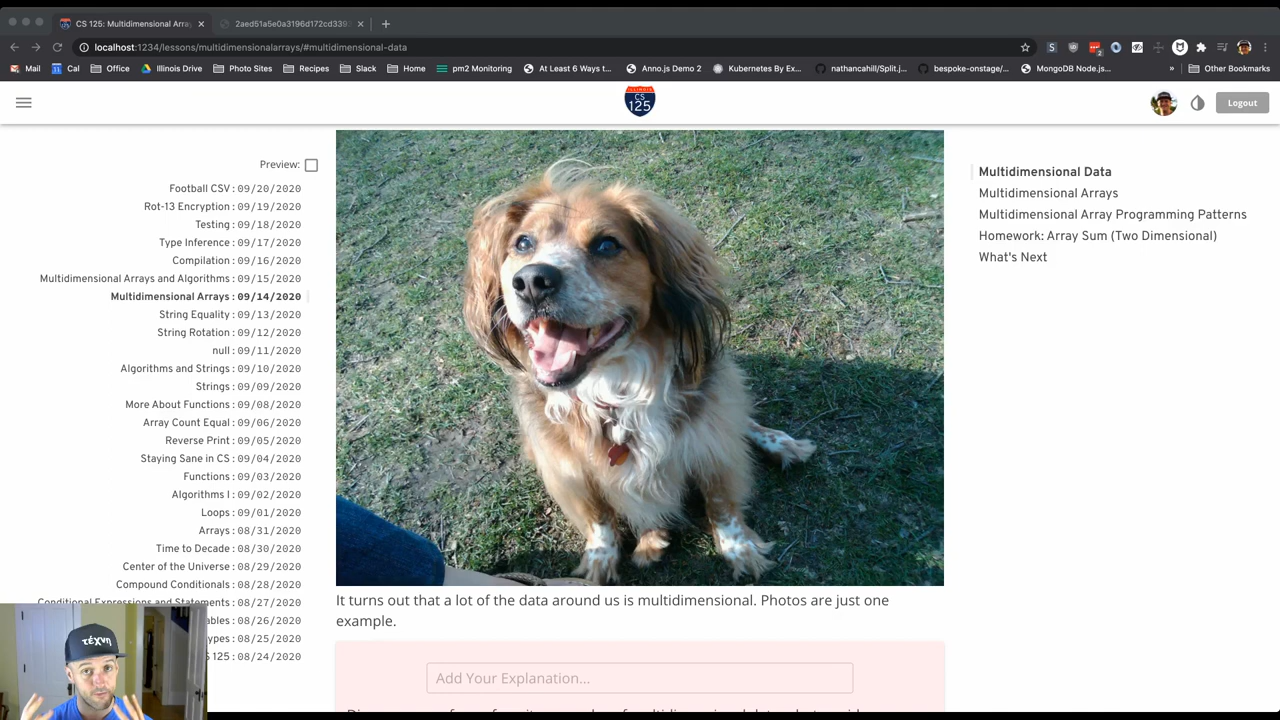 CS 125: Multidimensional Arra
2aed51a5e0a3196d172cd339
localhost:1234/lessons/multidimensionalarrays/#multidimensional-data
Mail
Cal
Office
Illinois Drive
Photo Sites
Recipes
Slack
Home
pm2 Monitoring
At Least 6 Ways t...
Anno.js Demo 2
Kubernetes By Ex...
nathancahill/Split.j...
bespoke-onstage/...
MongoDB Node.js...
»
Other Bookmarks
ILLINOIS
CS
125
Logout
Preview:
Football CSV : 09/20/2020
Rot-13 Encryption : 09/19/2020
Testing : 09/18/2020
Type Inference : 09/17/2020
Compilation : 09/16/2020
Multidimensional Arrays and Algorithms : 09/15/2020
Multidimensional Arrays : 09/14/2020
String Equality : 09/13/2020
String Rotation : 09/12/2020
null : 09/11/2020
Algorithms and Strings : 09/10/2020
Strings : 09/09/2020
More About Functions : 09/08/2020
Array Count Equal : 09/06/2020
Reverse Print : 09/05/2020
Staying Sane in CS : 09/04/2020
Functions : 09/03/2020
Algorithms I : 09/02/2020
Loops : 09/01/2020
Arrays : 08/31/2020
Time to Decade : 08/30/2020
Center of the Universe : 08/29/2020
Compound Conditionals : 08/28/2020
Conditional Expressions and Statements : 08/27/2020
ables : 08/26/2020
ypes : 08/25/2020
S 125 : 08/24/2020
τέχνη
Multidimensional Data
Multidimensional Arrays
Multidimensional Array Programming Patterns
Homework: Array Sum (Two Dimensional)
What's Next
It turns out that a lot of the data around us is multidimensional. Photos are just one
example.
Add Your Explanation...